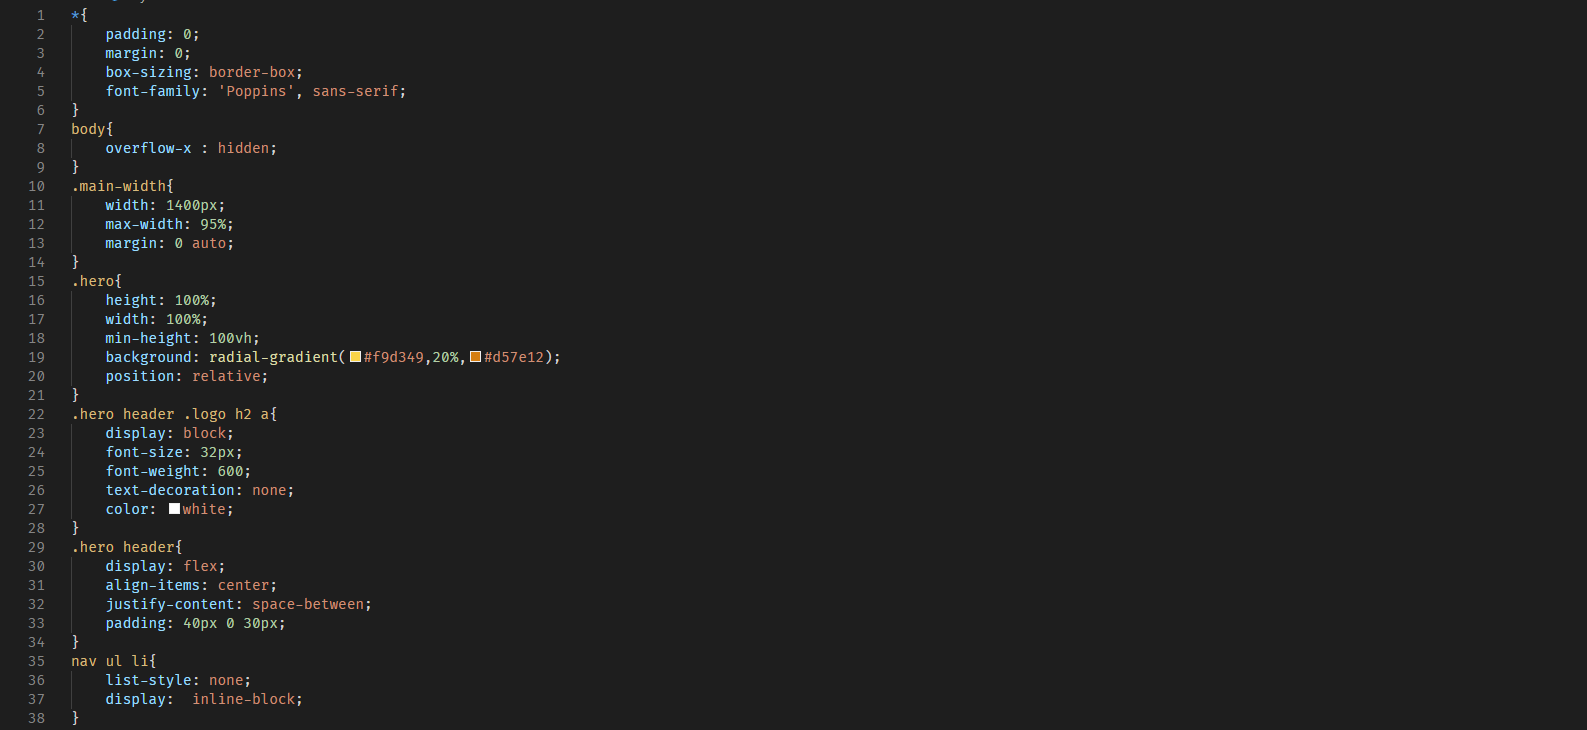 1 *{
2     padding: 0;
3     margin: 0;
4     box-sizing: border-box;
5     font-family: 'Poppins', sans-serif;
6 }
7 body{
8     overflow-x : hidden;
9 }
10 .main-width{
11     width: 1400px;
12     max-width: 95%;
13     margin: 0 auto;
14 }
15 .hero{
16     height: 100%;
17     width: 100%;
18     min-height: 100vh;
19     background: radial-gradient(#f9d349,20%,#d57e12);
20     position: relative;
21 }
22 .hero header .logo h2 a{
23     display: block;
24     font-size: 32px;
25     font-weight: 600;
26     text-decoration: none;
27     color: white;
28 }
29 .hero header{
30     display: flex;
31     align-items: center;
32     justify-content: space-between;
33     padding: 40px 0 30px;
34 }
35 nav ul li{
36     list-style: none;
37     display:  inline-block;
38 }